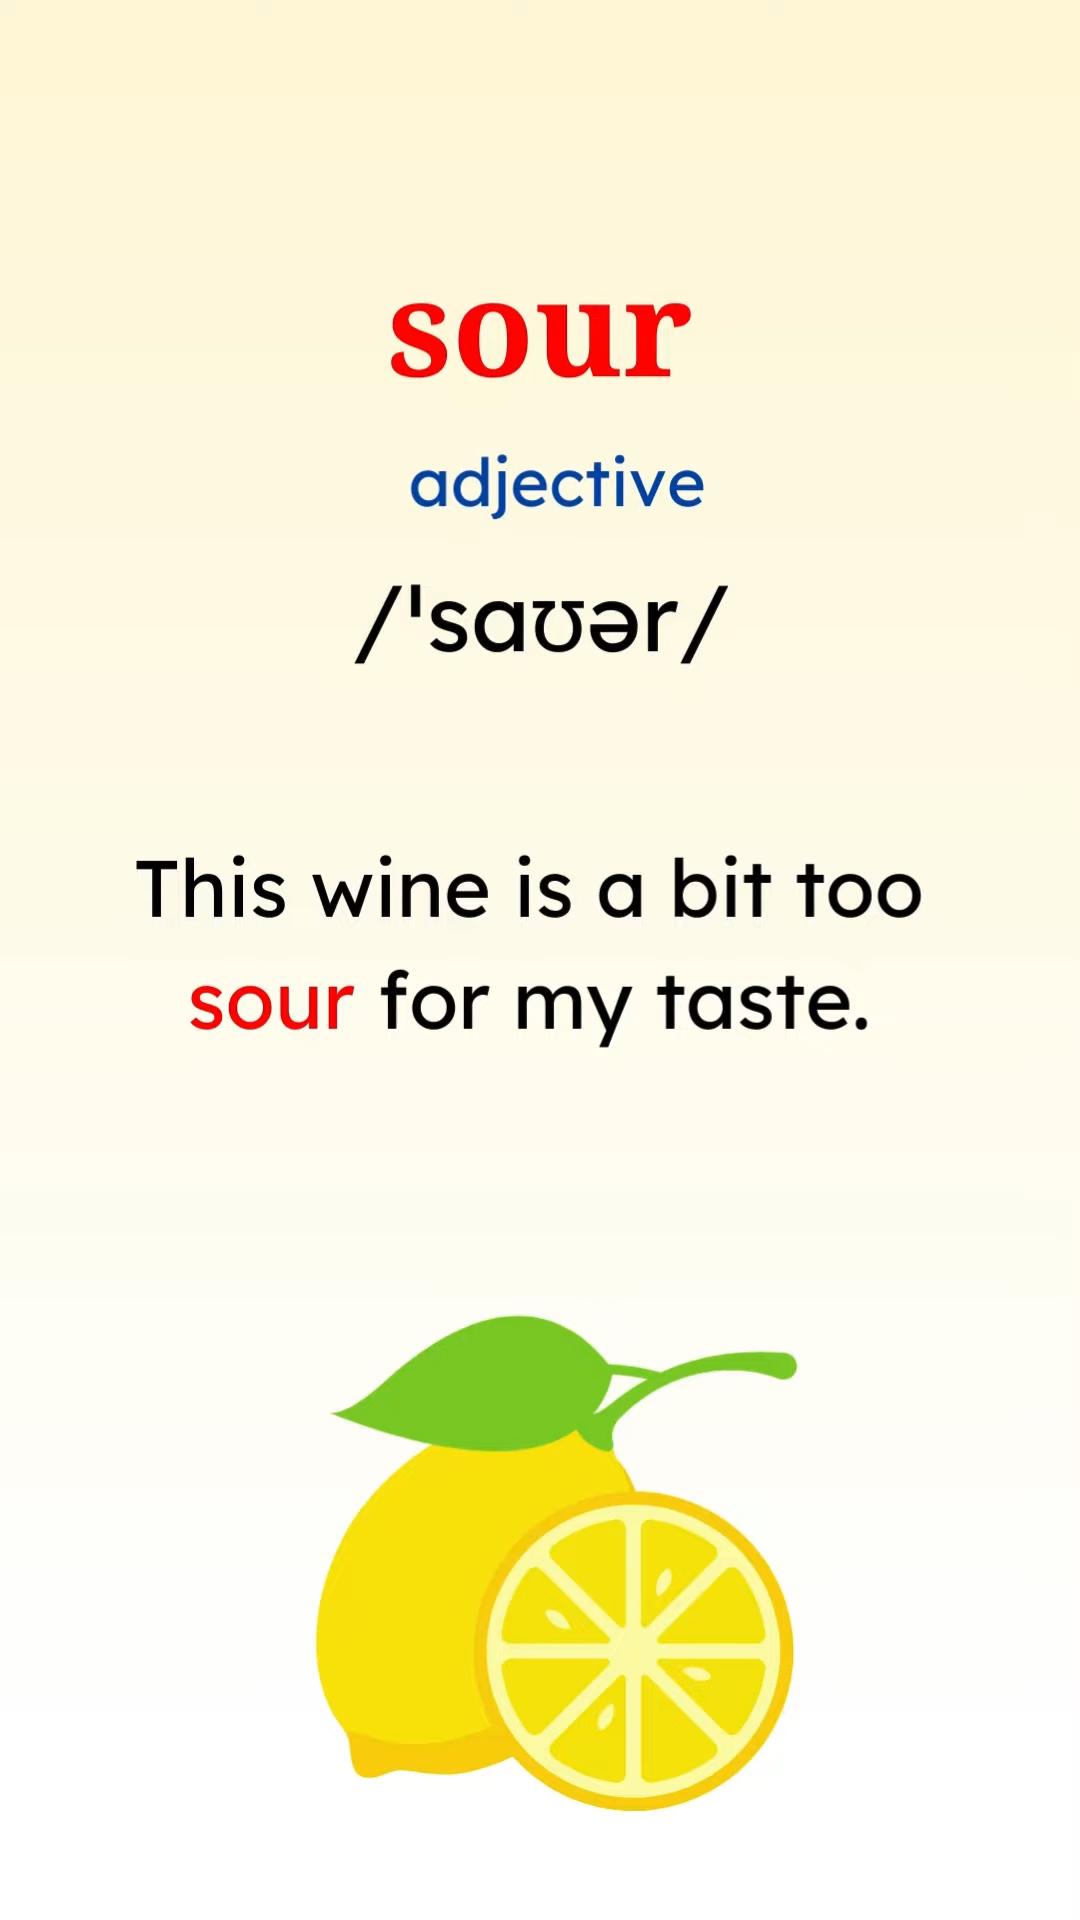 sour
adjective
/ˈsaʊər/
This wine is a bit too
sour for my taste.